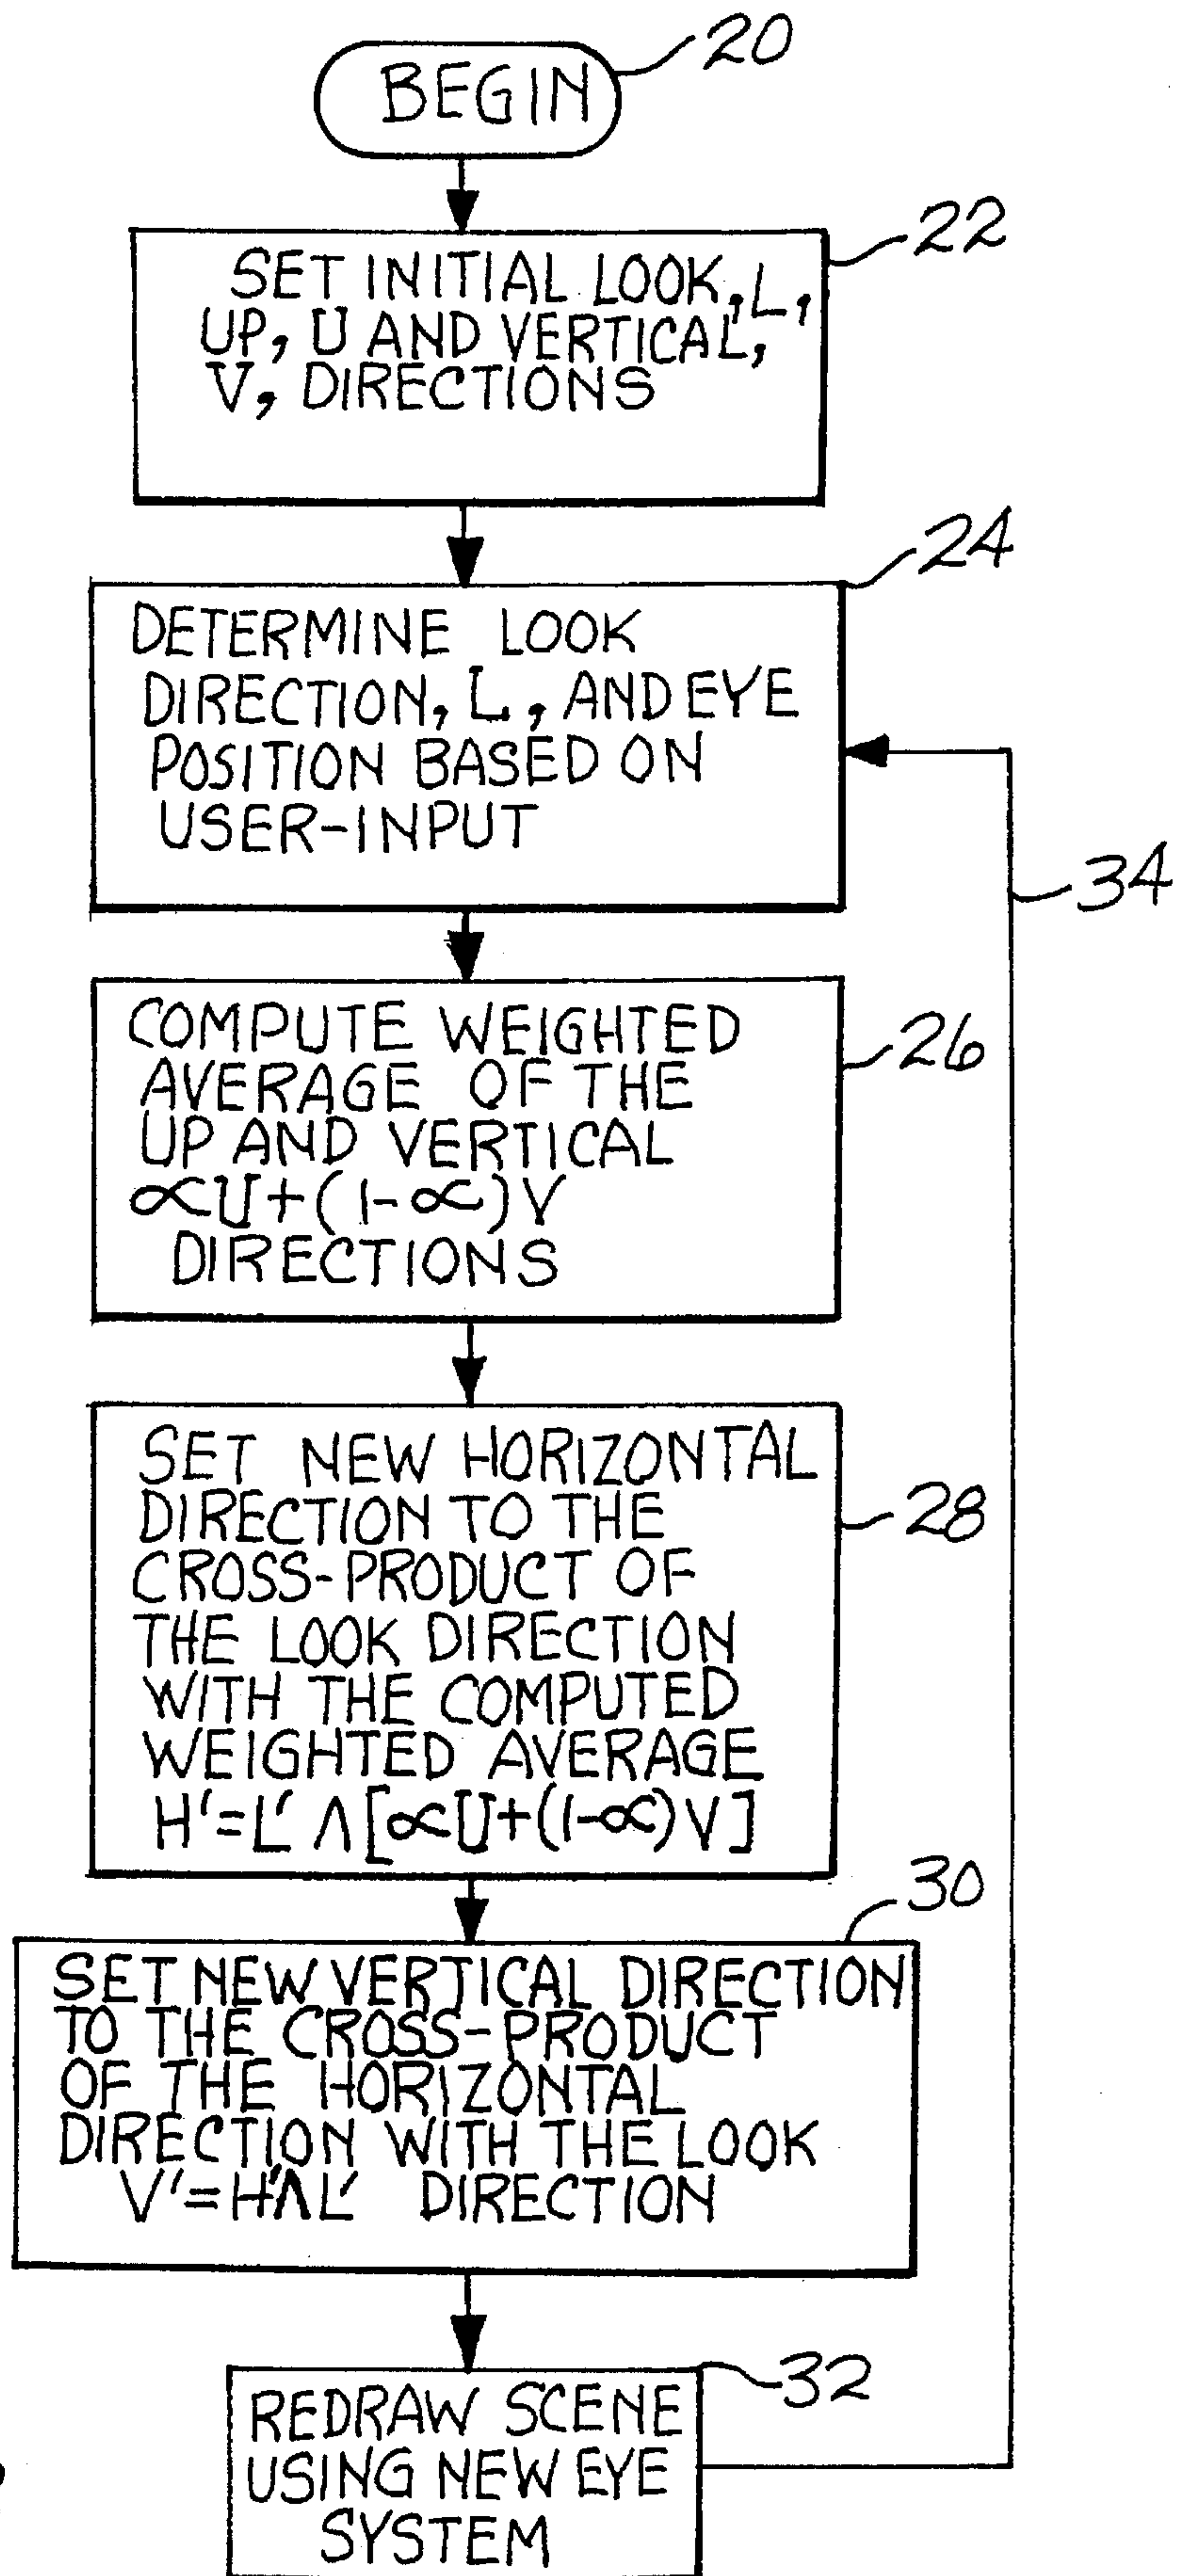 BEGIN
20
22
SET INITIAL LOOK, L,
UP, U AND VERTICAL,
V, DIRECTIONS
24
DETERMINE LOOK
DIRECTION, L, AND EYE
POSITION BASED ON
USER-INPUT
34
COMPUTE WEIGHTED
AVERAGE OF THE
UP AND VERTICAL
∝U+(1-∝)V
DIRECTIONS
26
SET NEW HORIZONTAL
DIRECTION TO THE
CROSS-PRODUCT OF
THE LOOK DIRECTION
WITH THE COMPUTED
WEIGHTED AVERAGE
H'=L' Λ [∝U+(1-∝)V]
28
30
SET NEW VERTICAL DIRECTION
TO THE CROSS-PRODUCT
OF THE HORIZONTAL
DIRECTION WITH THE LOOK
V'=H'ΛL' DIRECTION
32
REDRAW SCENE
USING NEW EYE
SYSTEM